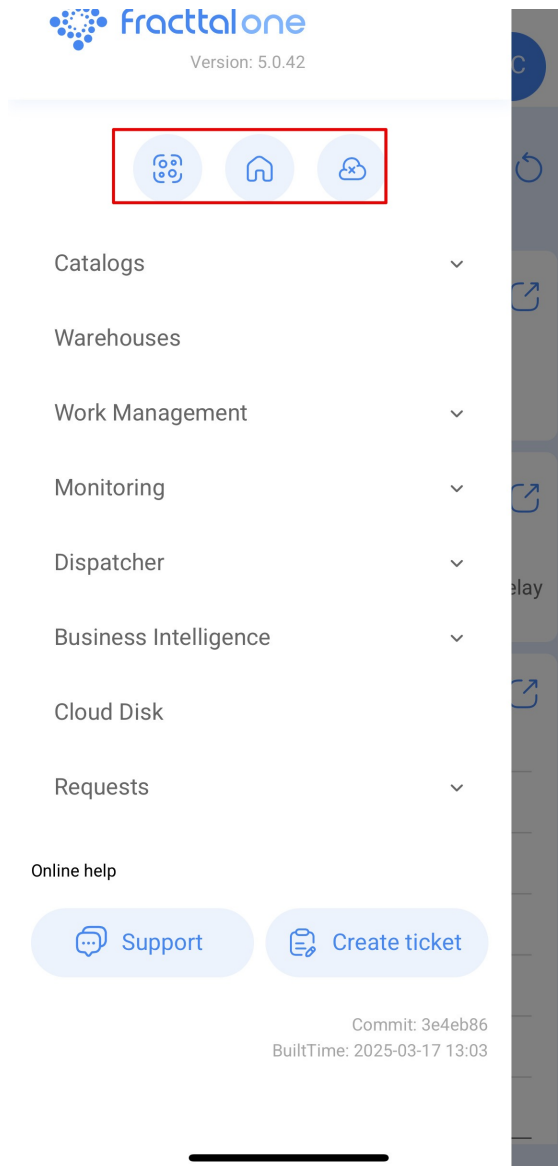 fracttal one
Version: 5.0.42
C
Catalogs
Warehouses
Work Management
Monitoring
Dispatcher
elay
Business Intelligence
Cloud Disk
Requests
Online help
Support
Create ticket
Commit: 3e4eb86
BuiltTime: 2025-03-17 13:03